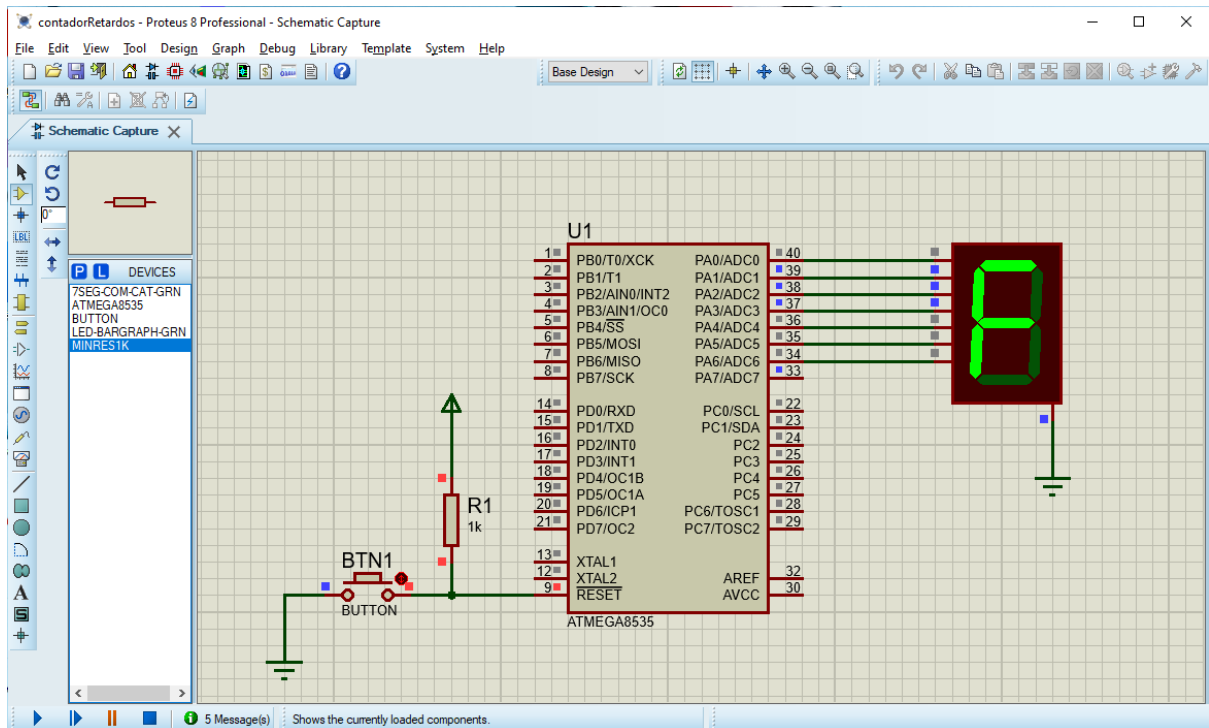 contadorRetardos - Proteus 8 Professional - Schematic Capture
File Edit View Tool Design Graph Debug Library Template System Help
Base Design
Schematic Capture
0°
LBL
P L DEVICES
7SEG-COM-CAT-GRN
ATMEGA8535
BUTTON
LED-BARGRAPH-GRN
MINRES1K
A
S
U1
1 PB0/T0/XCK PA0/ADC0 40
2 PB1/T1 PA1/ADC1 39
3 PB2/AIN0/INT2 PA2/ADC2 38
4 PB3/AIN1/OC0 PA3/ADC3 37
5 PB4/SS PA4/ADC4 36
6 PB5/MOSI PA5/ADC5 35
7 PB6/MISO PA6/ADC6 34
8 PB7/SCK PA7/ADC7 33
14 PD0/RXD PC0/SCL 22
15 PD1/TXD PC1/SDA 23
16 PD2/INT0 PC2 24
17 PD3/INT1 PC3 25
18 PD4/OC1B PC4 26
19 PD5/OC1A PC5 27
20 PD6/ICP1 PC6/TOSC1 28
21 PD7/OC2 PC7/TOSC2 29
13 XTAL1
12 XTAL2 AREF 32
9 RESET AVCC 30
ATMEGA8535
R1
1k
BTN1
BUTTON
F
5 Message(s) Shows the currently loaded components.